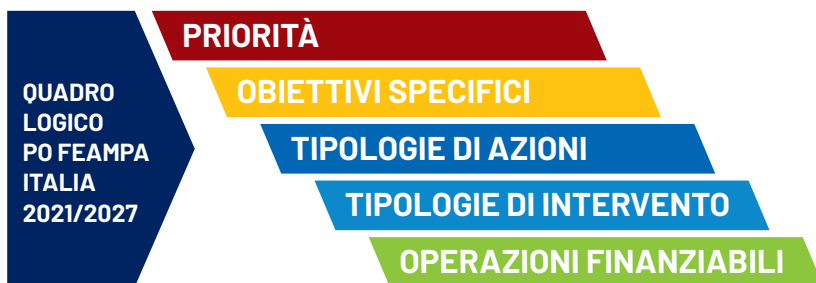 QUADRO
LOGICO
PO FEAMPA
ITALIA
2021/2027
PRIORITÀ
OBIETTIVI SPECIFICI
TIPOLOGIE DI AZIONI
TIPOLOGIE DI INTERVENTO
OPERAZIONI FINANZIABILI